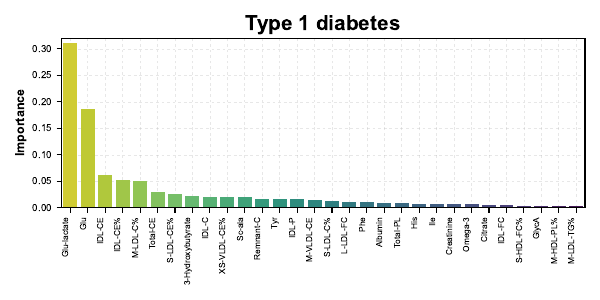 Type 1 diabetes
Importance
0.30
0.25
0.20
0.15
0.10
0.05
0.00
Glu-lactate
Glu
IDL-CE
IDL-CE%
M-LDL-C%
Total-CE
S-LDL-CE%
3-Hydroxybutyrate
IDL-C
XS-VLDL-CE%
Sc-ala
Remnant-C
Tyr
IDL-P
M-VLDL-CE
S-LDL-C%
L-LDL-FC
Phe
Albumin
Total-PL
His
Ile
Creatinine
Omega-3
Citrate
IDL-FC
S-HDL-FC%
GlycA
M-HDL-PL%
M-LDL-TG%